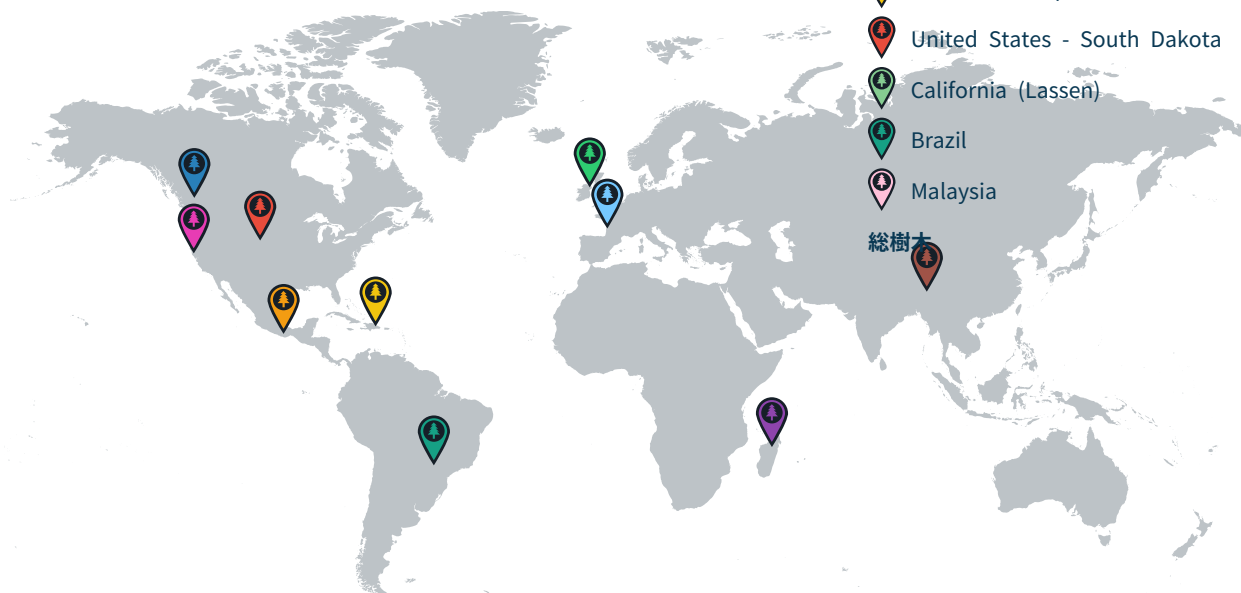 United States - South Dakota
California (Lassen)
Brazil
Malaysia
総樹木